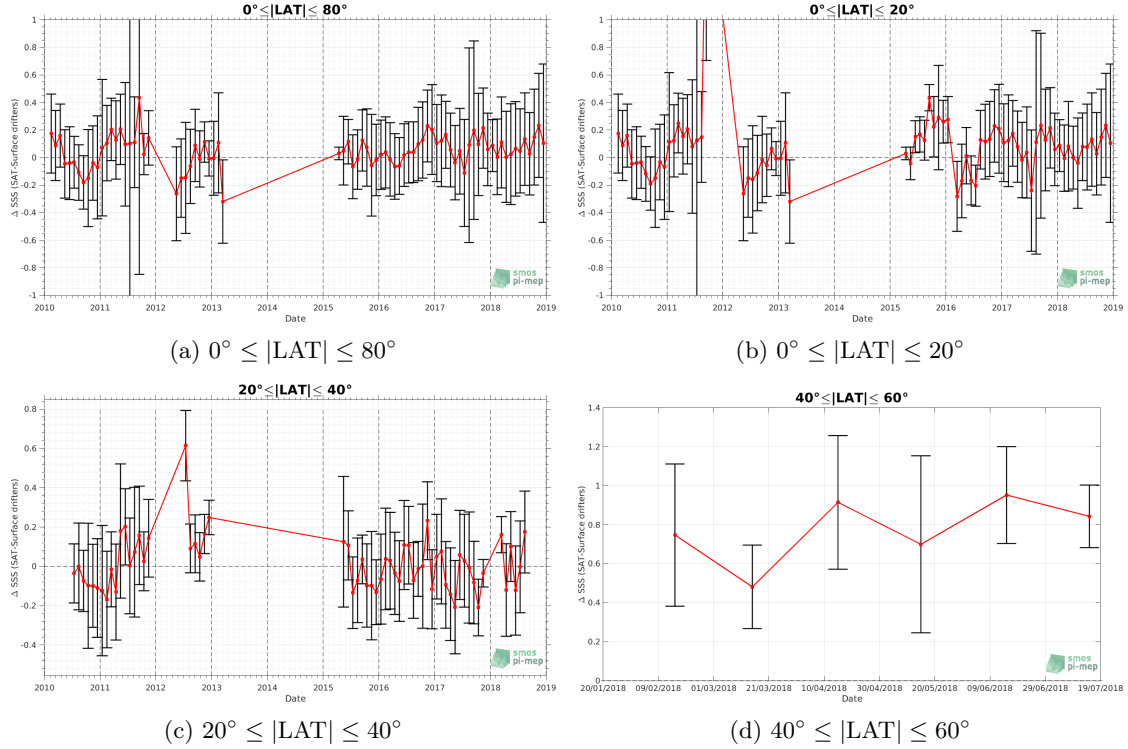 0°≤|LAT|≤ 80°
Δ SSS (SAT-Surface drifters)
1
0.8
0.6
0.4
0.2
0
-0.2
-0.4
-0.6
-0.8
-1
2010 2011 2012 2013 2014 2015 2016 2017 2018 2019
Date
smos
pi-mep
(a) 0° ≤ |LAT| ≤ 80°
0°≤|LAT|≤ 20°
Δ SSS (SAT-Surface drifters)
1
0.8
0.6
0.4
0.2
0
-0.2
-0.4
-0.6
-0.8
-1
2010 2011 2012 2013 2014 2015 2016 2017 2018 2019
Date
smos
pi-mep
(b) 0° ≤ |LAT| ≤ 20°
20°≤|LAT|≤ 40°
Δ SSS (SAT-Surface drifters)
0.8
0.6
0.4
0.2
0
-0.2
-0.4
2010 2011 2012 2013 2014 2015 2016 2017 2018 2019
Date
smos
pi-mep
(c) 20° ≤ |LAT| ≤ 40°
40°≤|LAT|≤ 60°
Δ SSS (SAT-Surface drifters)
1.4
1.2
1
0.8
0.6
0.4
0.2
0
20/01/2018 09/02/2018 01/03/2018 21/03/2018 10/04/2018 30/04/2018 20/05/2018 09/06/2018 29/06/2018 19/07/2018
Date
smos
pi-mep
(d) 40° ≤ |LAT| ≤ 60°